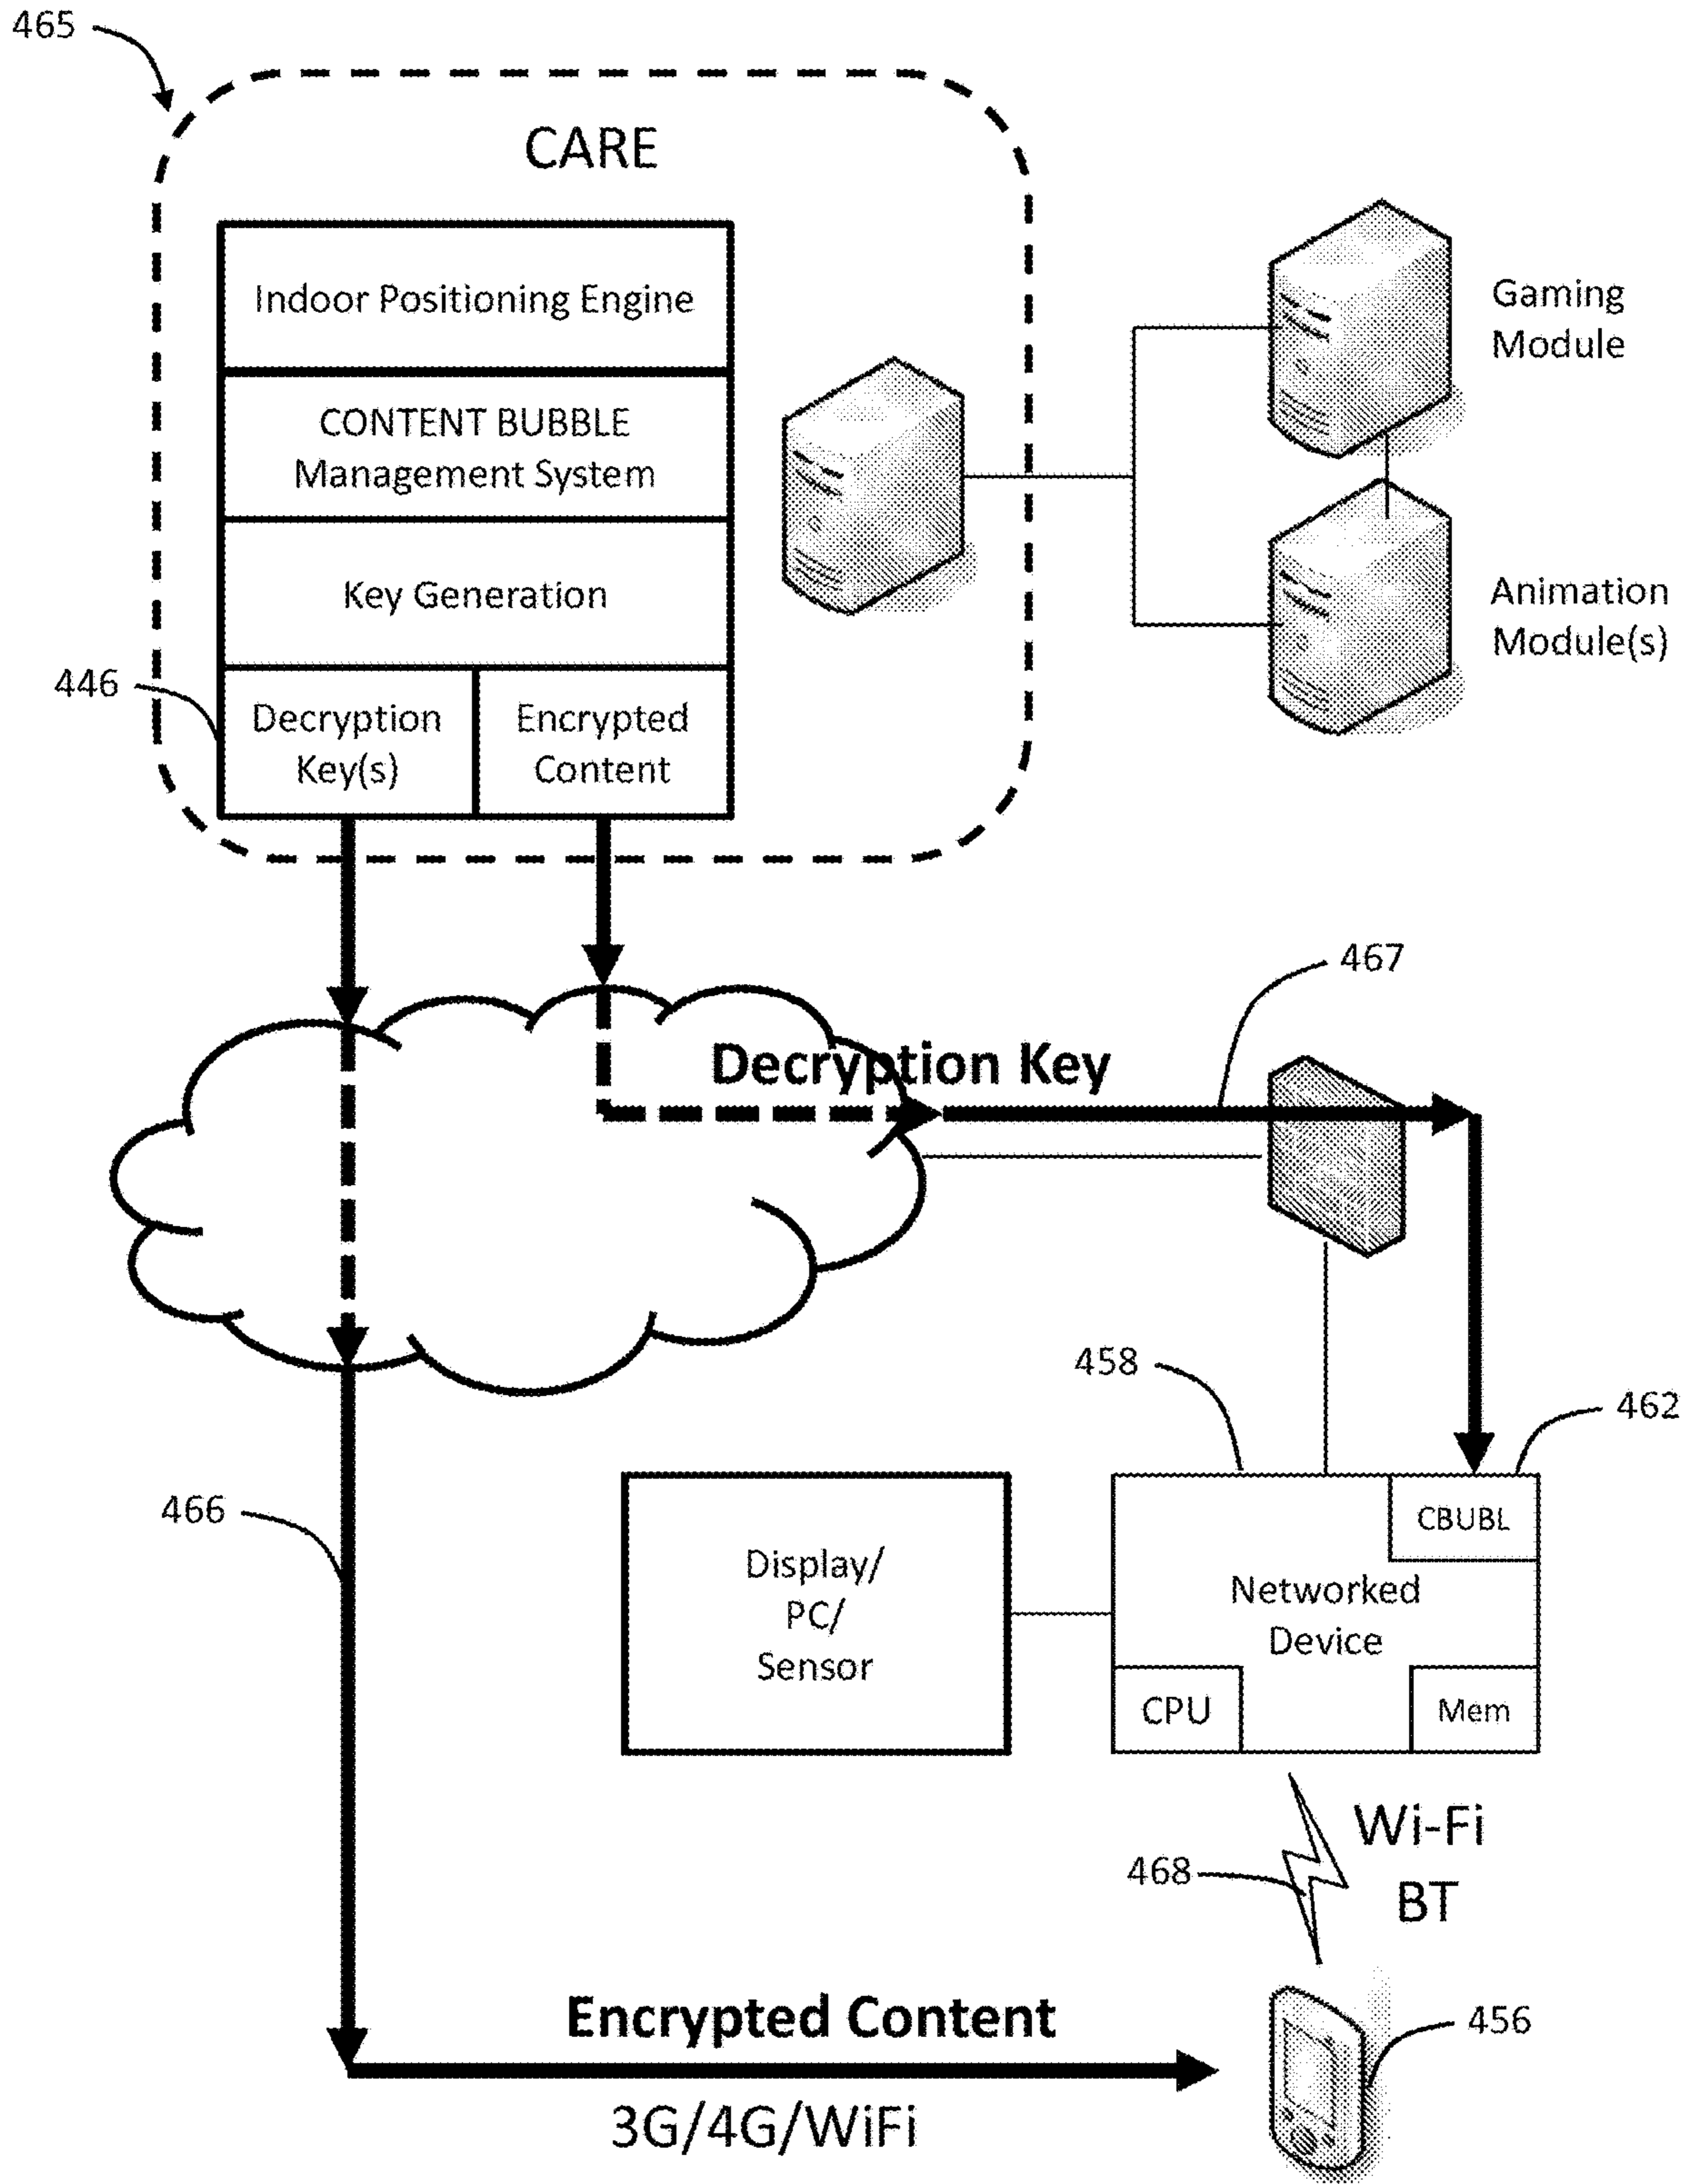 465
CARE
Indoor Positioning Engine
CONTENT BUBBLE
Management System
Key Generation
446
Decryption
Key(s)
Encrypted
Content
Gaming
Module
Animation
Module(s)
467
Decryption Key
458
462
466
CBUBL
Display/
PC/
Sensor
Networked
Device
CPU
Mem
Wi-Fi
BT
468
Encrypted Content
456
3G/4G/WiFi